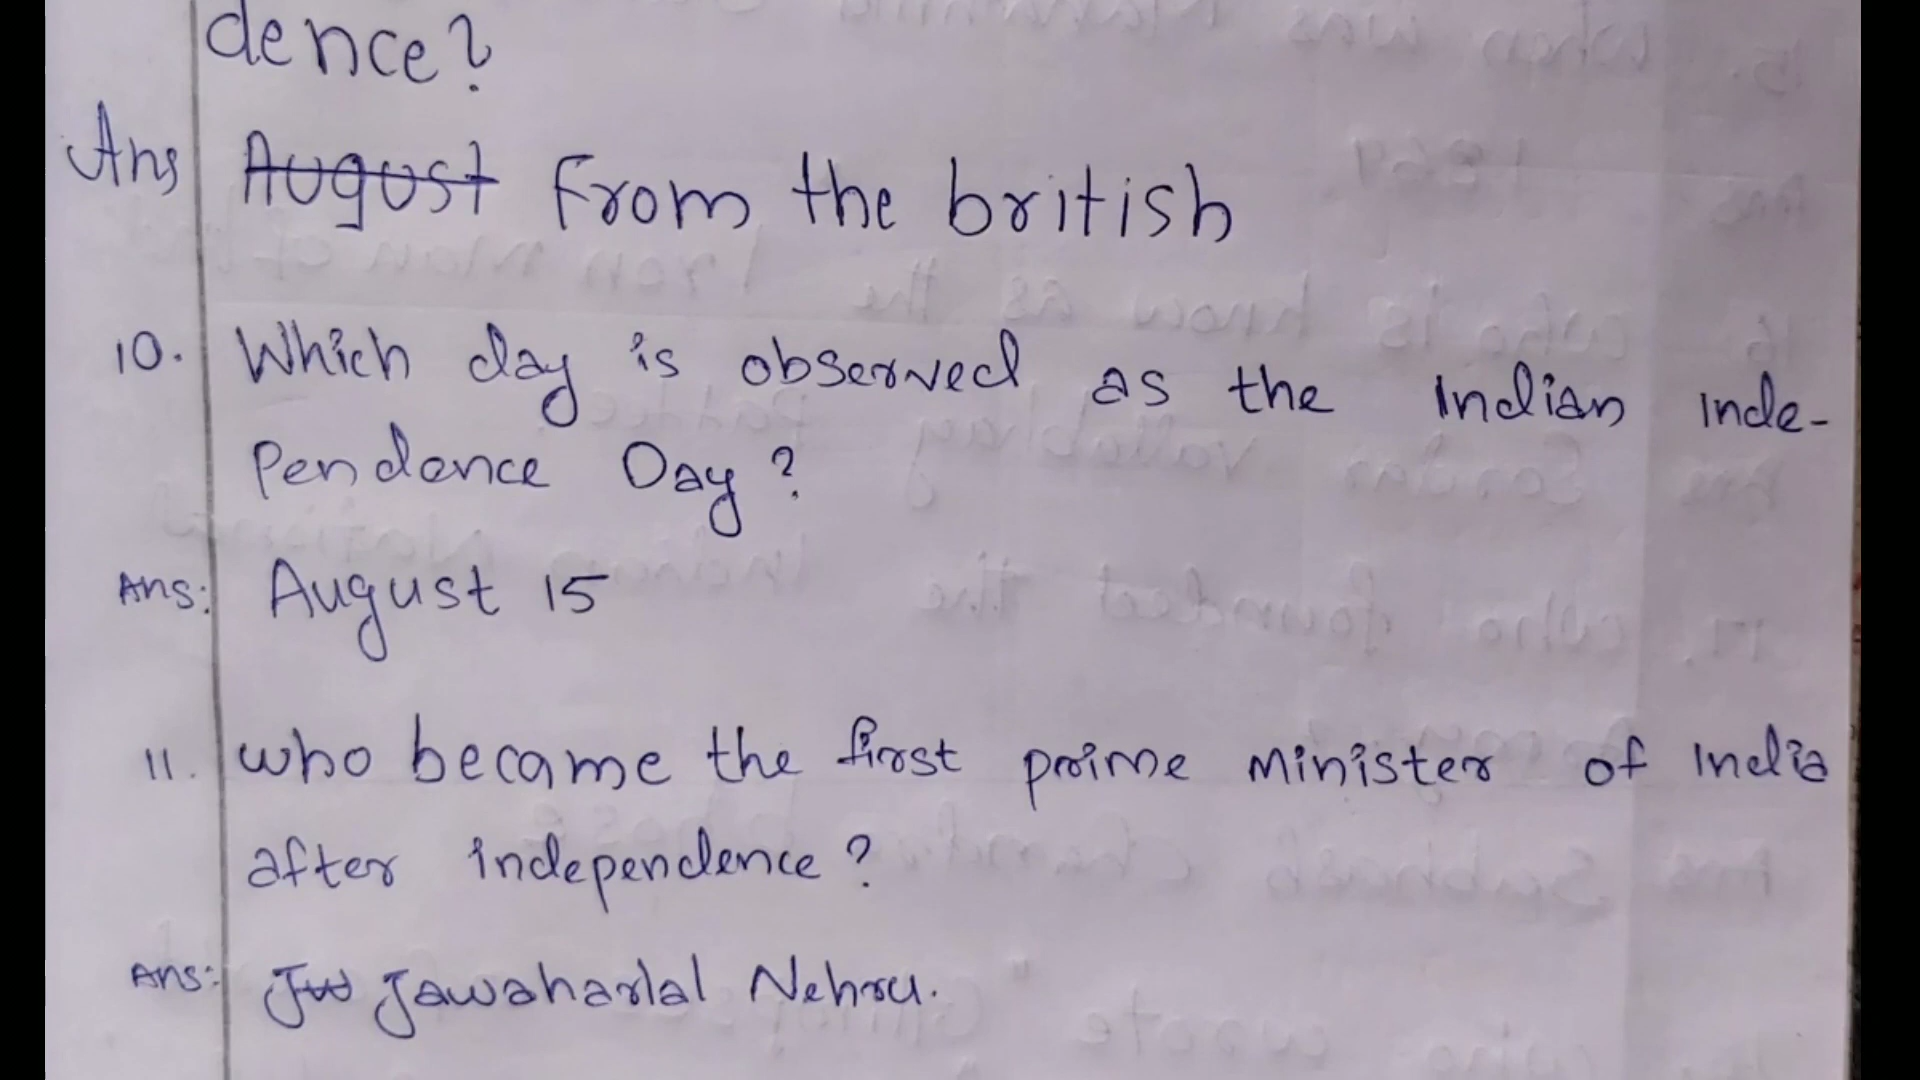 dence?
Ans August From the british
10. Which day is observed as the Indian Inde-
Pendence Day?
Ans: August 15
11. who became the first prime Minister of India
after independence?
Ans: Jw Jawaharlal Nehru.